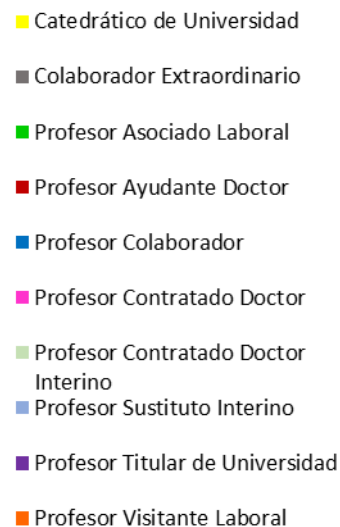 Catedrático de Universidad
Colaborador Extraordinario
Profesor Asociado Laboral
Profesor Ayudante Doctor
Profesor Colaborador
Profesor Contratado Doctor
Profesor Contratado Doctor
Interino
Profesor Sustituto Interino
Profesor Titular de Universidad
Profesor Visitante Laboral